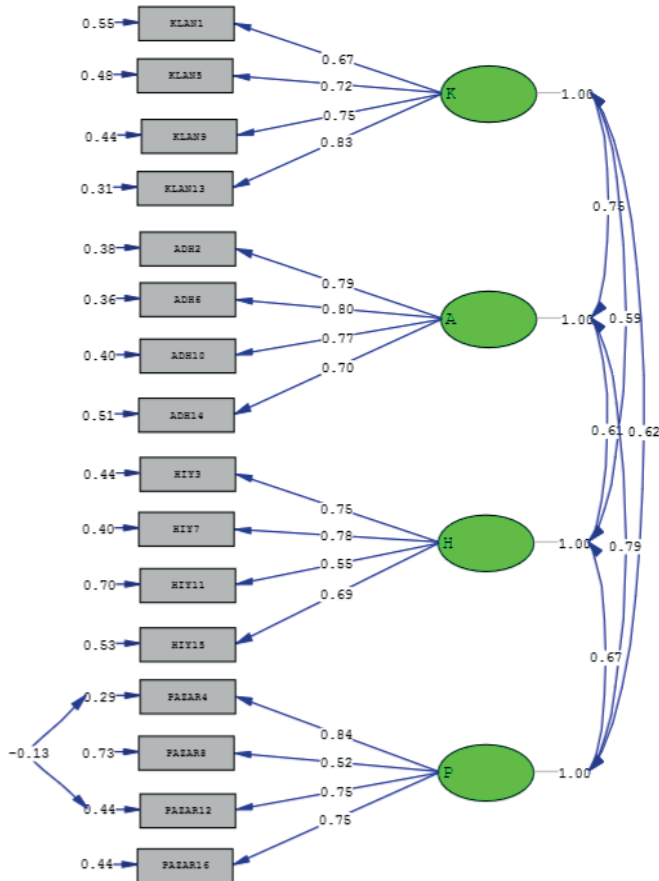 0.55 KLAN1
0.67
0.48 KLAN5
0.72
K 1.00
0.75
0.44 KLAN9
0.83
0.31 KLAN13
0.75
0.38 ADH2
0.79
0.36 ADH6
0.80
A 1.00 0.59
0.77
0.40 ADH10
0.70
0.51 ADH14
0.61 0.62
0.44 HIY3
0.75
0.40 HIY7
0.78
H 1.00 0.79
0.55
0.70 HIY11
0.69
0.53 HIY15
0.67
0.29 PAZAR4
0.84
-0.13 0.73 PAZAR8
0.52
P 1.00
0.75
0.44 PAZAR12
0.75
0.44 PAZAR16